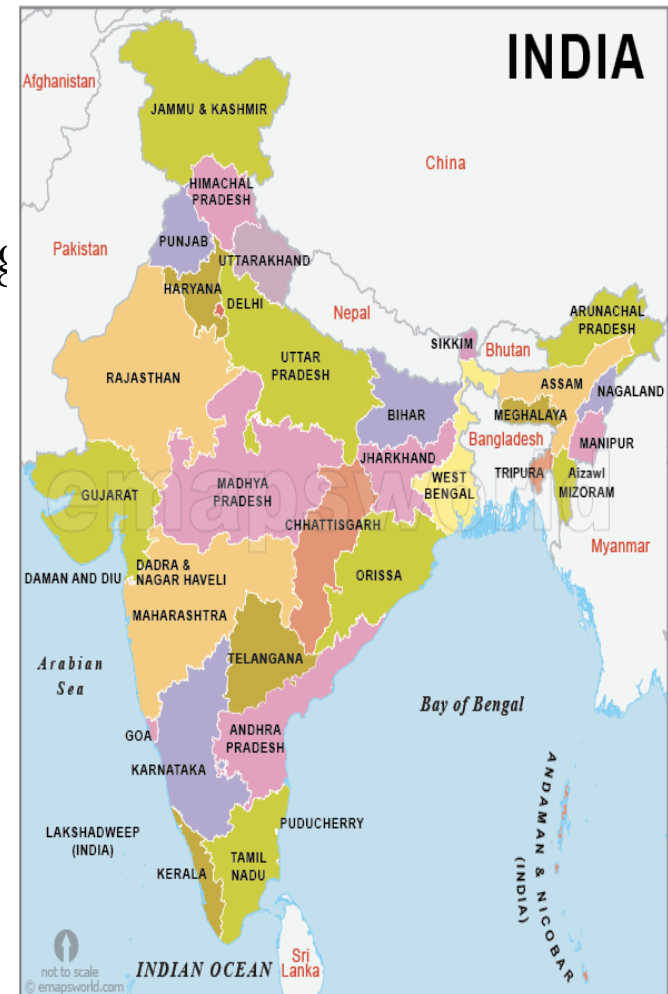 INDIA
Afghanistan
JAMMU & KASHMIR
China
HIMACHAL
PRADESH
PUNJAB
Pakistan
UTTARAKHAND
HARYANA
DELHI
Nepal
ARUNACHAL
PRADESH
SIKKIM
Bhutan
UTTAR
PRADESH
RAJASTHAN
ASSAM
NAGALAND
BIHAR
MEGHALAYA
Bangladesh
MANIPUR
JHARKHAND
TRIPURA
Aizawl
MIZORAM
WEST
BENGAL
MADHYA
PRADESH
GUJARAT
emapsworld
CHHATTISGARH
Myanmar
DAMAN AND DIU
DADRA &
NAGAR HAVELI
ORISSA
MAHARASHTRA
TELANGANA
Arabian
Sea
Bay of Bengal
GOA
ANDHRA
PRADESH
KARNATAKA
ANDAMAN & NICOBAR
(INDIA)
PUDUCHERRY
LAKSHADWEEP
(INDIA)
KERALA
TAMIL
NADU
Sri
Lanka
INDIAN OCEAN
not to scale
© emapsworld.com